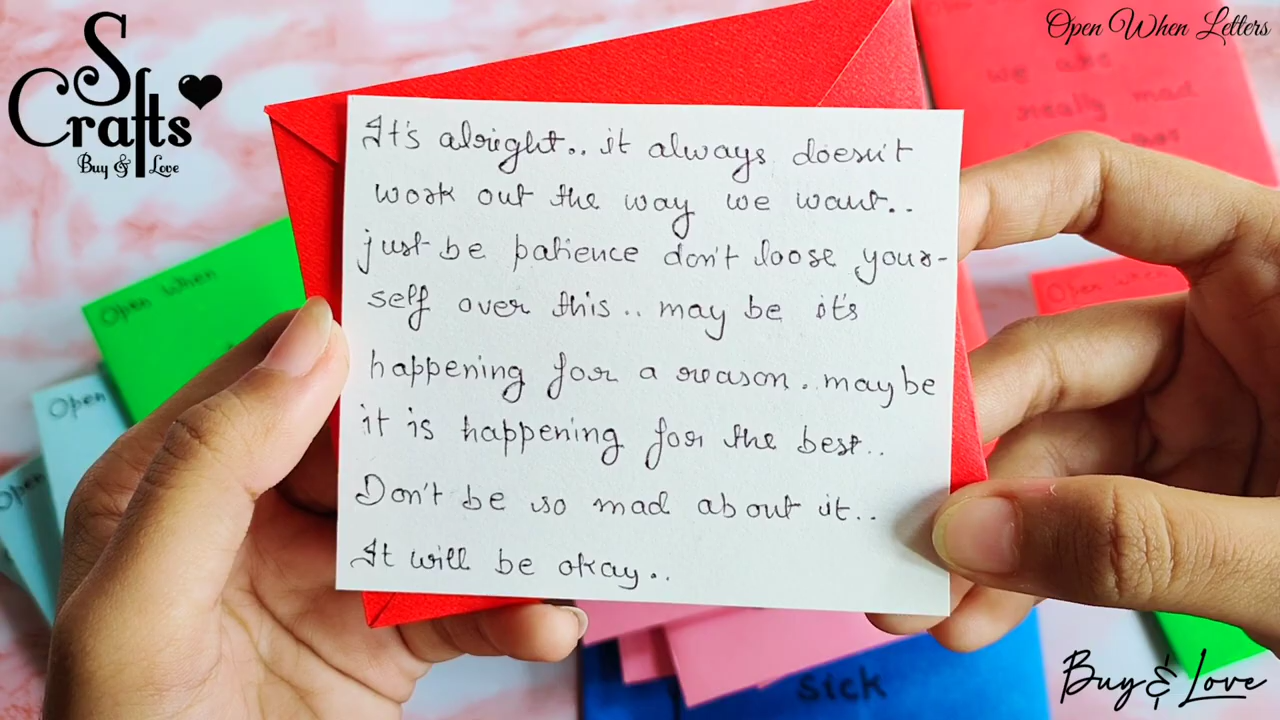 S
Crafts
Buy & Love
Open When Letters
we are
really mad
Open when
Open
Open
Open when
It's alright.. it always doesn't
work out the way we want..
just be patience don't loose your-
self over this.. may be it's
happening for a reason.. maybe
it is happening for the best..
Don't be so mad about it..
It will be okay..
sick
Buy & Love